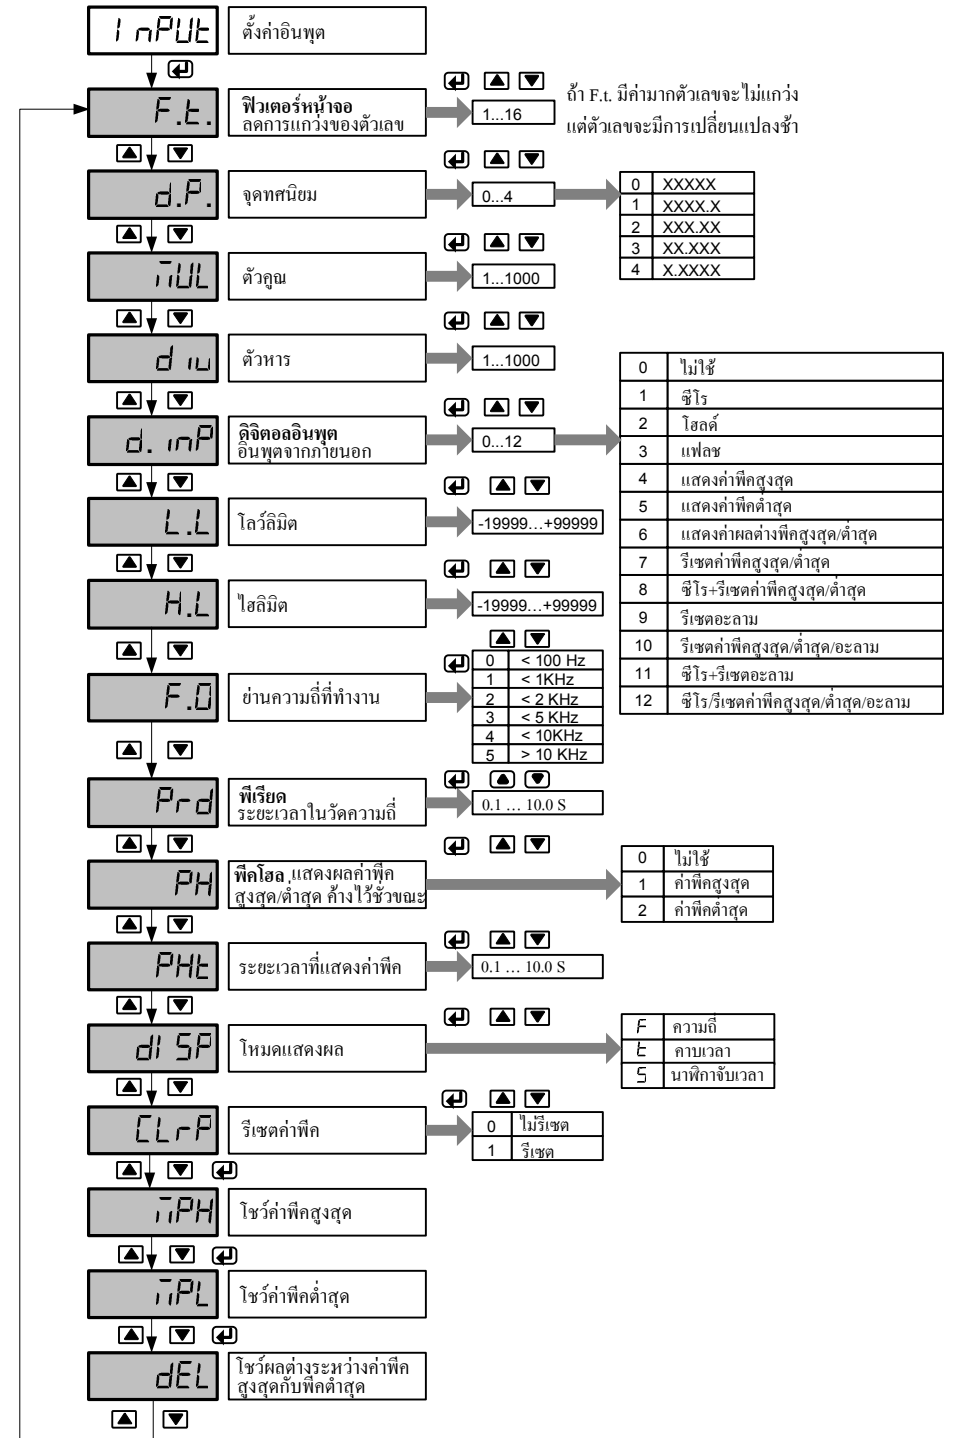 InPUt
ตั้งค่าอินพุต
F.t.
ฟิวเตอร์หน้าจอ
ลดการแกว่งของตัวเลข
1...16
ถ้า F.t. มีค่ามากตัวเลขจะไม่แกว่ง
แต่ตัวเลขจะมีการเปลี่ยนแปลงช้า
d.P.
จุดทศนิยม
0...4
0 XXXXX
1 XXXX.X
2 XXX.XX
3 XX.XXX
4 X.XXXX
mUL
ตัวคูณ
1...1000
div
ตัวหาร
1...1000
d.inP
ดิจิตอลอินพุต
อินพุตจากภายนอก
0...12
0 ไม่ใช้
1 ซีโร
2 โฮลด์
3 แฟลช
4 แสดงค่าพีคสูงสุด
5 แสดงค่าพีคต่ำสุด
6 แสดงค่าผลต่างพีคสูงสุด/ต่ำสุด
7 รีเซตค่าพีคสูงสุด/ต่ำสุด
8 ซีโร+รีเซตค่าพีคสูงสุด/ต่ำสุด
9 รีเซตอะลาม
10 รีเซตค่าพีคสูงสุด/ต่ำสุด/อะลาม
11 ซีโร+รีเซตอะลาม
12 ซีโร/รีเซตค่าพีคสูงสุด/ต่ำสุด/อะลาม
L.L
โลว์ลิมิต
-19999...+99999
H.L
ไฮลิมิต
-19999...+99999
F.0
ย่านความถี่ที่ทำงาน
0 < 100 Hz
1 < 1KHz
2 < 2 KHz
3 < 5 KHz
4 < 10KHz
5 > 10 KHz
Prd
พีเรียด
ระยะเวลาในวัดความถี่
0.1 ... 10.0 S
PH
พีคโฮล แสดงผลค่าพีค
สูงสุด/ต่ำสุด ค้างไว้ชั่วขณะ
0 ไม่ใช้
1 ค่าพีคสูงสุด
2 ค่าพีคต่ำสุด
PHt
ระยะเวลาที่แสดงค่าพีค
0.1 ... 10.0 S
dISP
โหมดแสดงผล
F ความถี่
t คาบเวลา
S นาฬิกาจับเวลา
CLrP
รีเซตค่าพีค
0 ไม่รีเซต
1 รีเซต
mPH
โชว์ค่าพีคสูงสุด
mPL
โชว์ค่าพีคต่ำสุด
dEL
โชว์ผลต่างระหว่างค่าพีค
สูงสุดกับพีคต่ำสุด